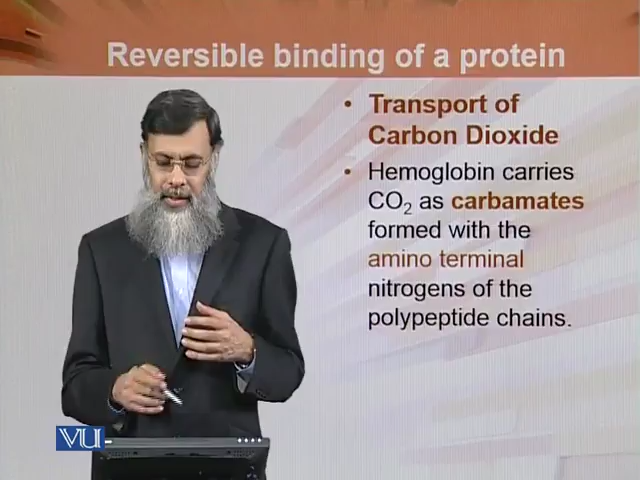 Reversible binding of a protein
• Transport of
Carbon Dioxide
• Hemoglobin carries
CO₂ as carbamates
formed with the
amino terminal
nitrogens of the
polypeptide chains.
VU